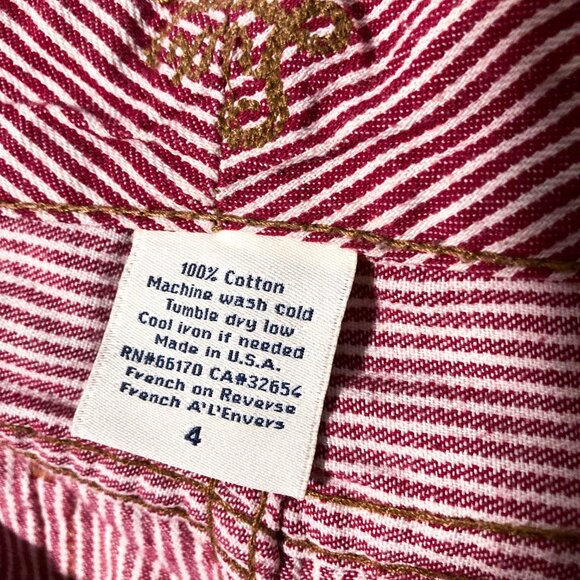 100% Cotton
Machine wash cold
Tumble dry low
Cool iron if needed
Made in U.S.A.
RN#66170 CA#32654
French on Reverse
French A'L'Envers
4